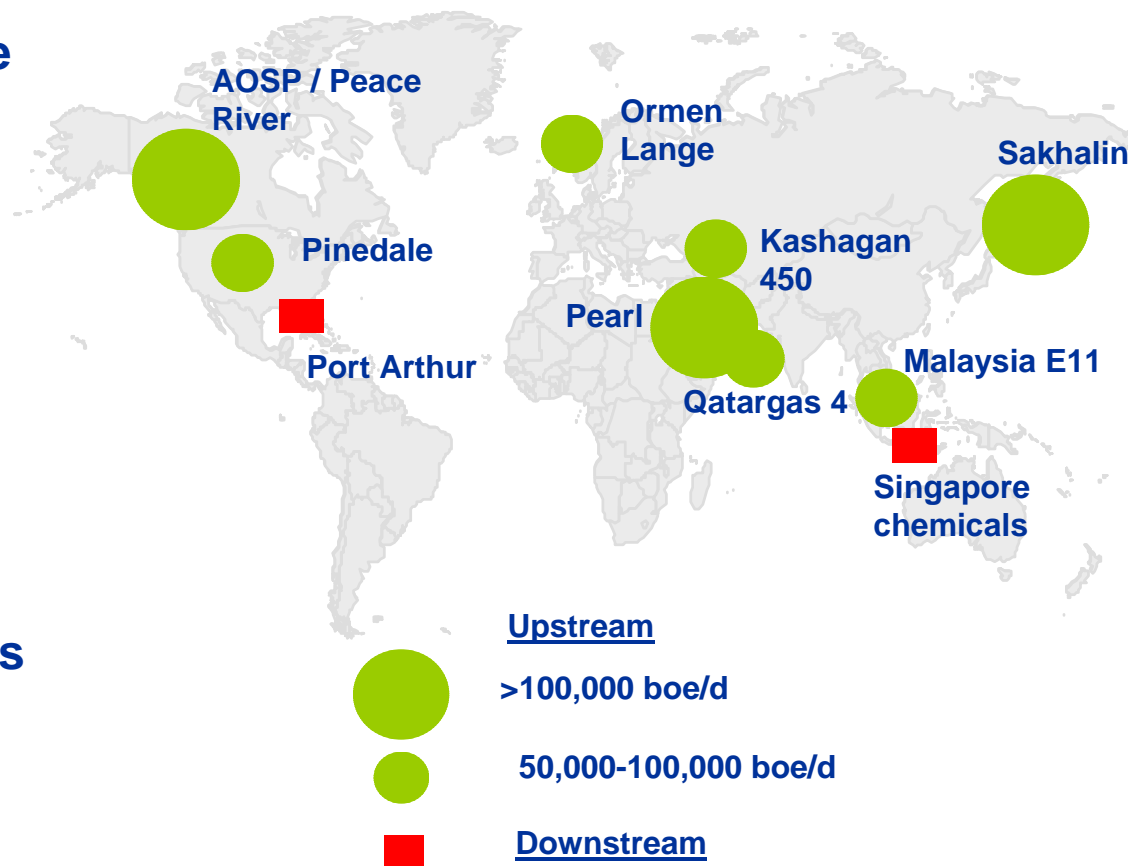 e
AOSP / Peace
River
Ormen
Lange
Sakhalin
Pinedale
Kashagan
450
Pearl
Port Arthur
Malaysia E11
Qatargas 4
Singapore
chemicals
Upstream
s
>100,000 boe/d
50,000-100,000 boe/d
Downstream